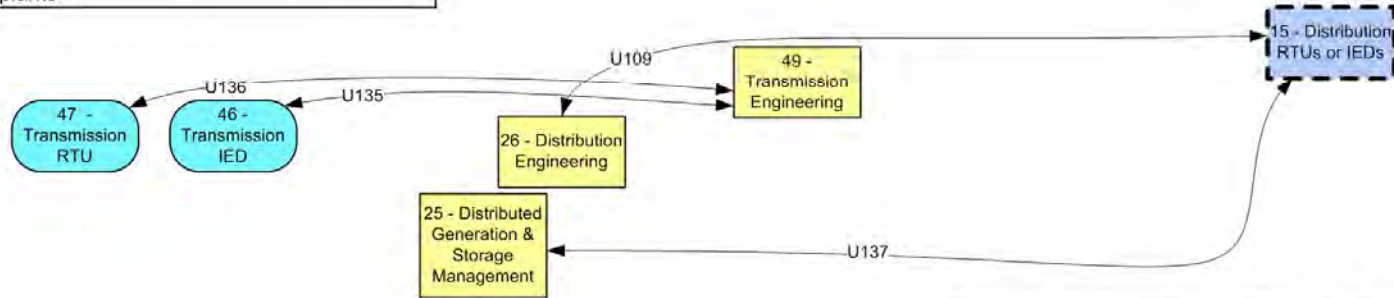 15 - Distribution
RTUs or IEDs
U109
49 -
Transmission
Engineering
U136
U135
47 -
Transmission
RTU
46 -
Transmission
IED
26 - Distribution
Engineering
25 - Distributed
Generation &
Storage
Management
U137